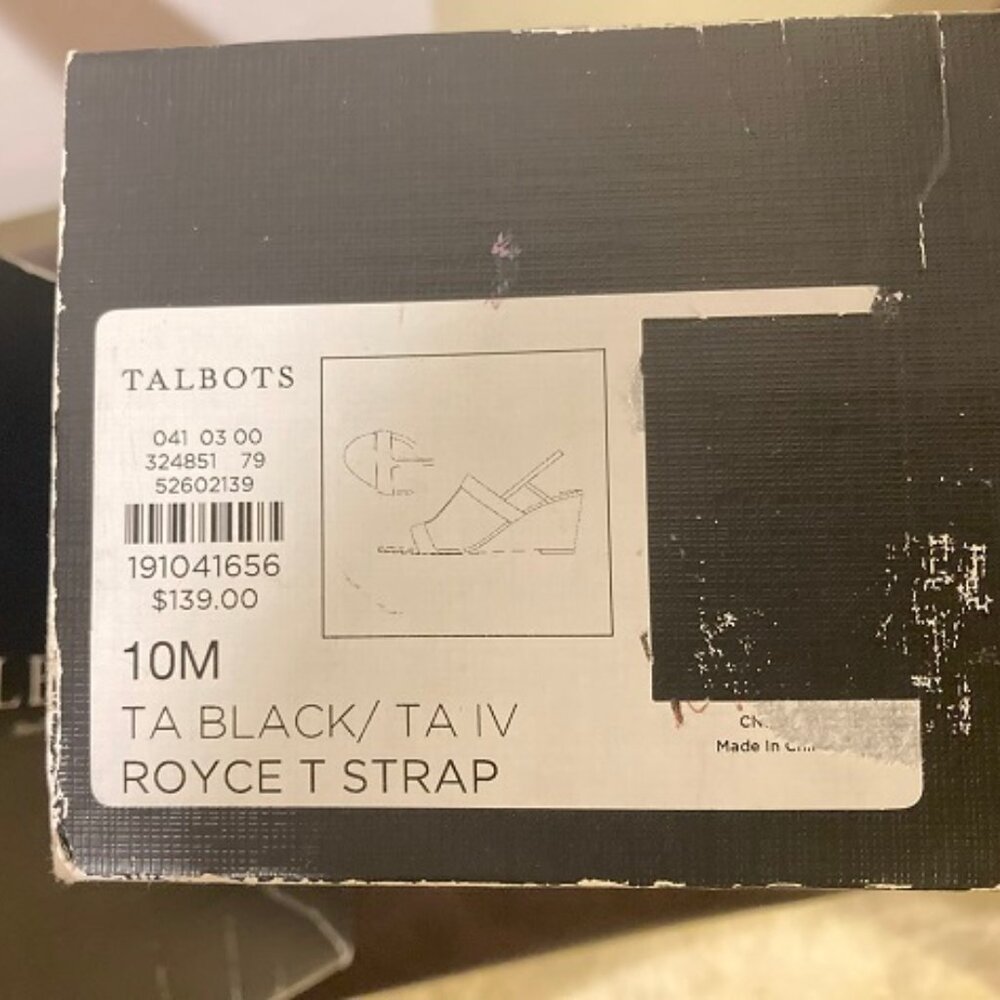 TALBOTS
041 03 00
324851 79
52602139
191041656
$139.00
10M
TA BLACK/ TA IV
ROYCE T STRAP
Made In